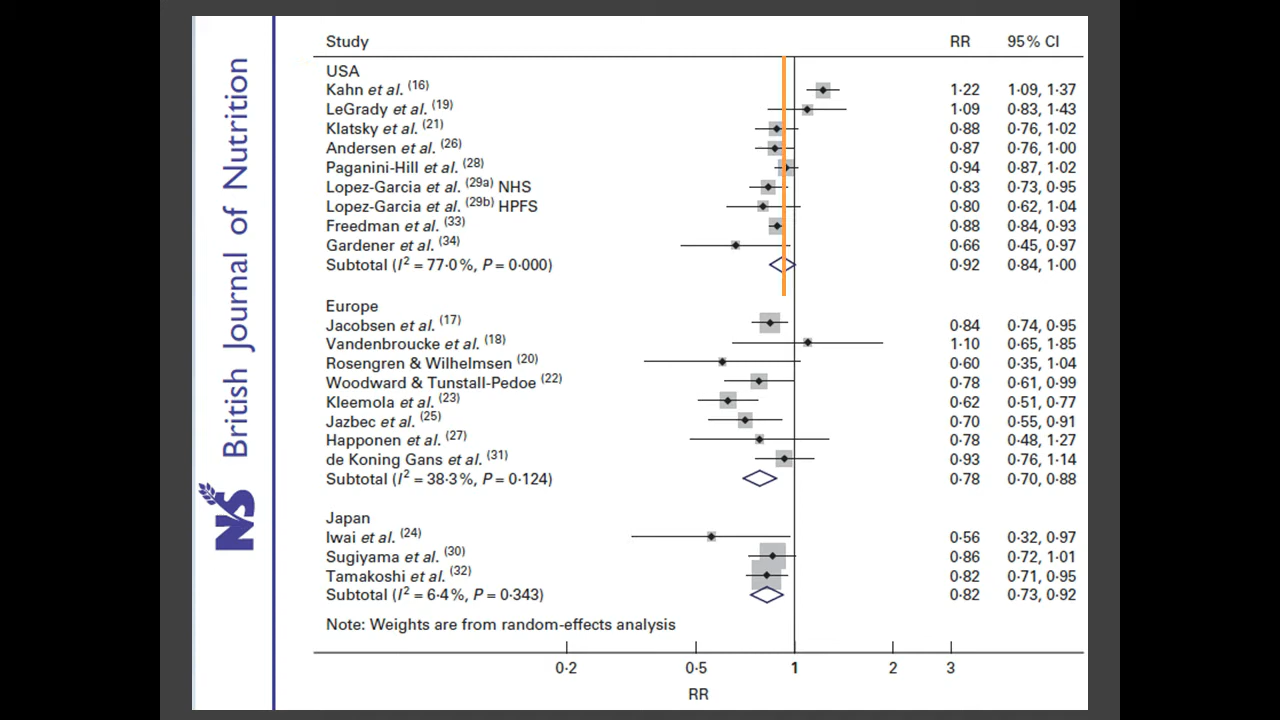 British Journal of Nutrition
NS
Study RR 95% CI
USA
Kahn et al. (16) 1·22 1·09, 1·37
LeGrady et al. (19) 1·09 0·83, 1·43
Klatsky et al. (21) 0·88 0·76, 1·02
Andersen et al. (26) 0·87 0·76, 1·00
Paganini-Hill et al. (28) 0·94 0·87, 1·02
Lopez-Garcia et al. (29a) NHS 0·83 0·73, 0·95
Lopez-Garcia et al. (29b) HPFS 0·80 0·62, 1·04
Freedman et al. (33) 0·88 0·84, 0·93
Gardener et al. (34) 0·66 0·45, 0·97
Subtotal (I² = 77·0%, P = 0·000) 0·92 0·84, 1·00
Europe
Jacobsen et al. (17) 0·84 0·74, 0·95
Vandenbroucke et al. (18) 1·10 0·65, 1·85
Rosengren & Wilhelmsen (20) 0·60 0·35, 1·04
Woodward & Tunstall-Pedoe (22) 0·78 0·61, 0·99
Kleemola et al. (23) 0·62 0·51, 0·77
Jazbec et al. (25) 0·70 0·55, 0·91
Happonen et al. (27) 0·78 0·48, 1·27
de Koning Gans et al. (31) 0·93 0·76, 1·14
Subtotal (I² = 38·3%, P = 0·124) 0·78 0·70, 0·88
Japan
Iwai et al. (24) 0·56 0·32, 0·97
Sugiyama et al. (30) 0·86 0·72, 1·01
Tamakoshi et al. (32) 0·82 0·71, 0·95
Subtotal (I² = 6·4%, P = 0·343) 0·82 0·73, 0·92
Note: Weights are from random-effects analysis
0·2 0·5 1 2 3
RR